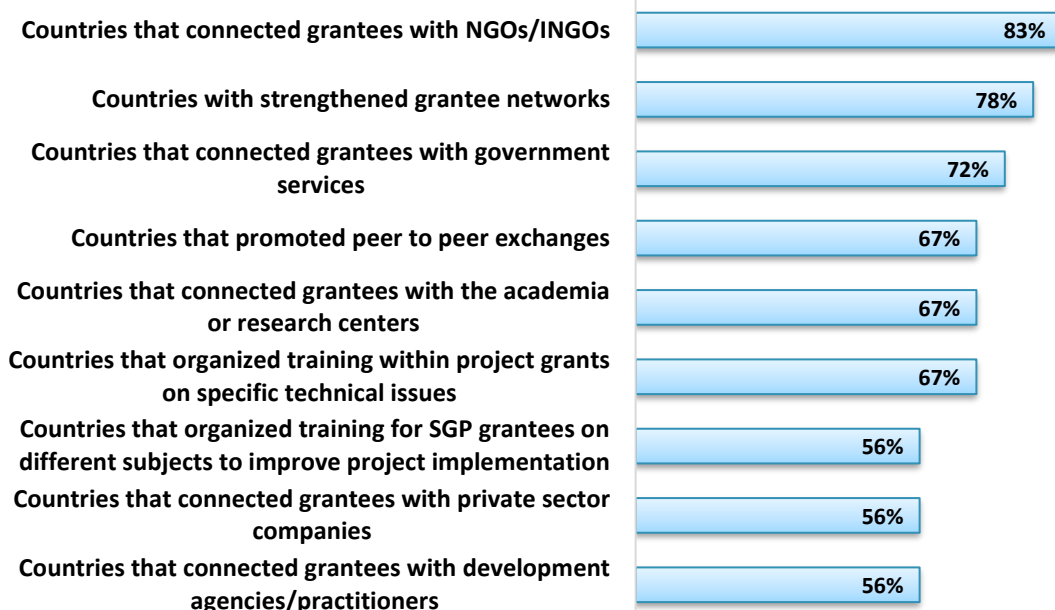 Countries that connected grantees with NGOs/INGOs
83%
Countries with strengthened grantee networks
78%
Countries that connected grantees with government
services
72%
Countries that promoted peer to peer exchanges
67%
Countries that connected grantees with the academia
or research centers
67%
Countries that organized training within project grants
on specific technical issues
67%
Countries that organized training for SGP grantees on
different subjects to improve project implementation
56%
Countries that connected grantees with private sector
companies
56%
Countries that connected grantees with development
agencies/practitioners
56%